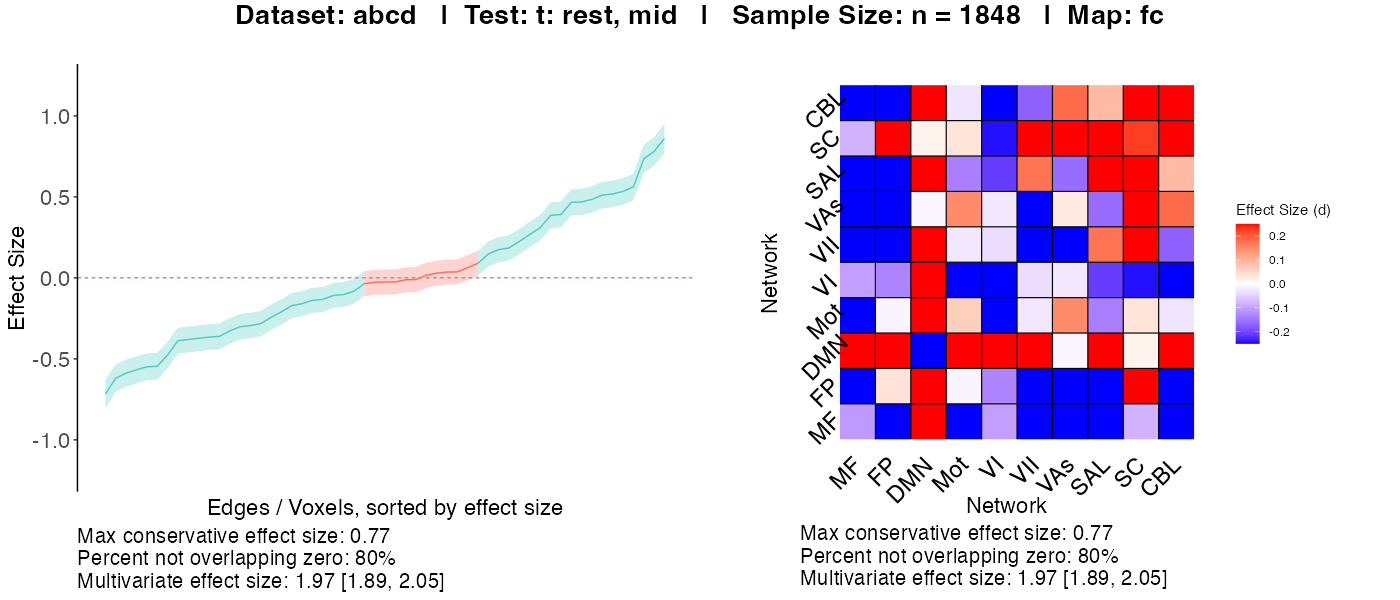 Dataset: abcd | Test: t: rest, mid | Sample Size: n = 1848 | Map: fc
Effect Size
1.0
0.5
0.0
-0.5
-1.0
Edges / Voxels, sorted by effect size
Max conservative effect size: 0.77
Percent not overlapping zero: 80%
Multivariate effect size: 1.97 [1.89, 2.05]
Network
CBL
SC
SAL
VAs
VII
VI
Mot
DMN
FP
MF
MF FP DMN Mot VI VII VAs SAL SC CBL
Network
Max conservative effect size: 0.77
Percent not overlapping zero: 80%
Multivariate effect size: 1.97 [1.89, 2.05]
Effect Size (d)
0.2
0.1
0.0
-0.1
-0.2